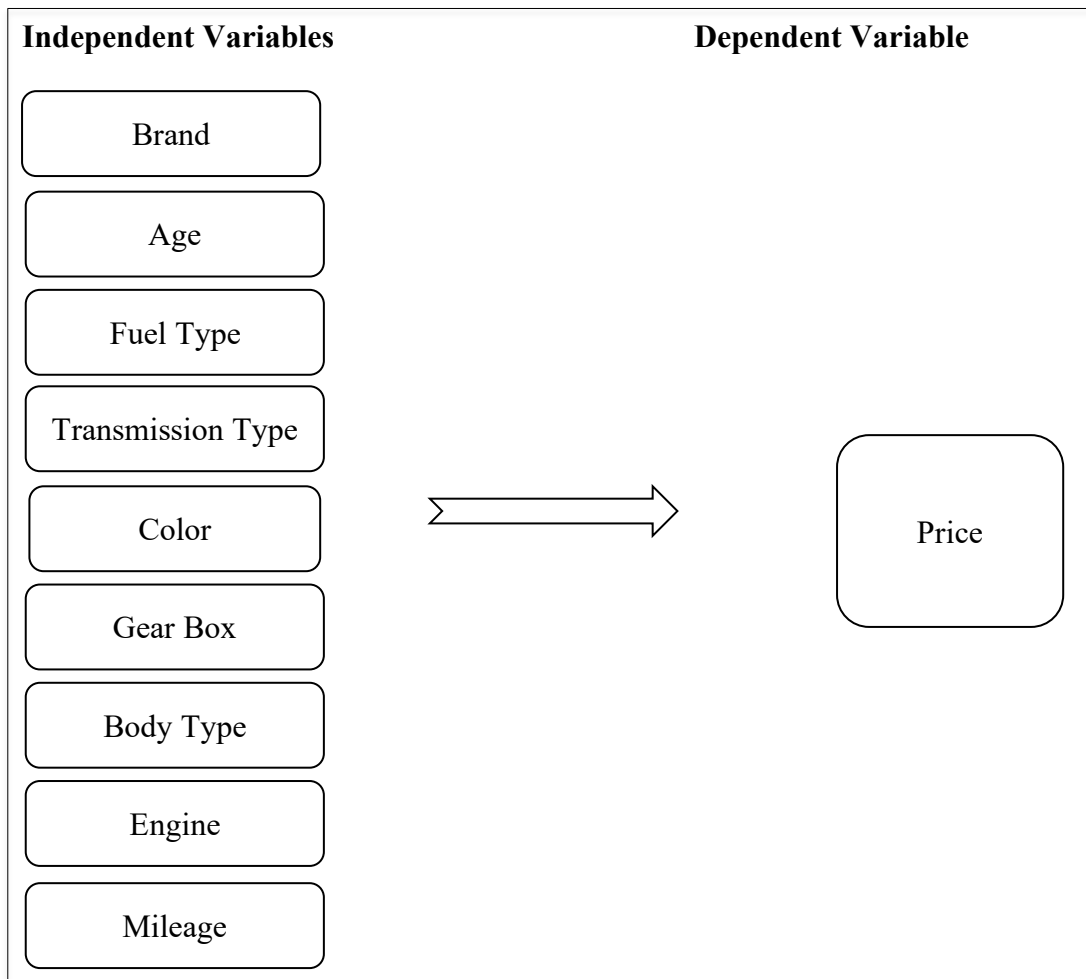 Independent Variables
Dependent Variable
Brand
Age
Fuel Type
Transmission Type
Color
Gear Box
Body Type
Engine
Mileage
Price